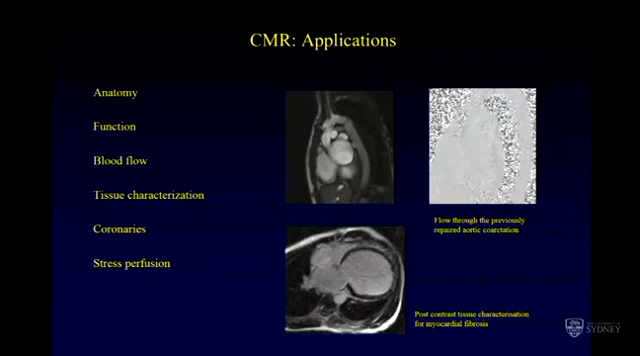 CMR: Applications
Anatomy
Function
Blood flow
Tissue characterization
Coronaries
Stress perfusion
Flow through the previously
repaired aortic coarctation
Post contrast tissue characterisation
for myocardial fibrosis
SYDNEY